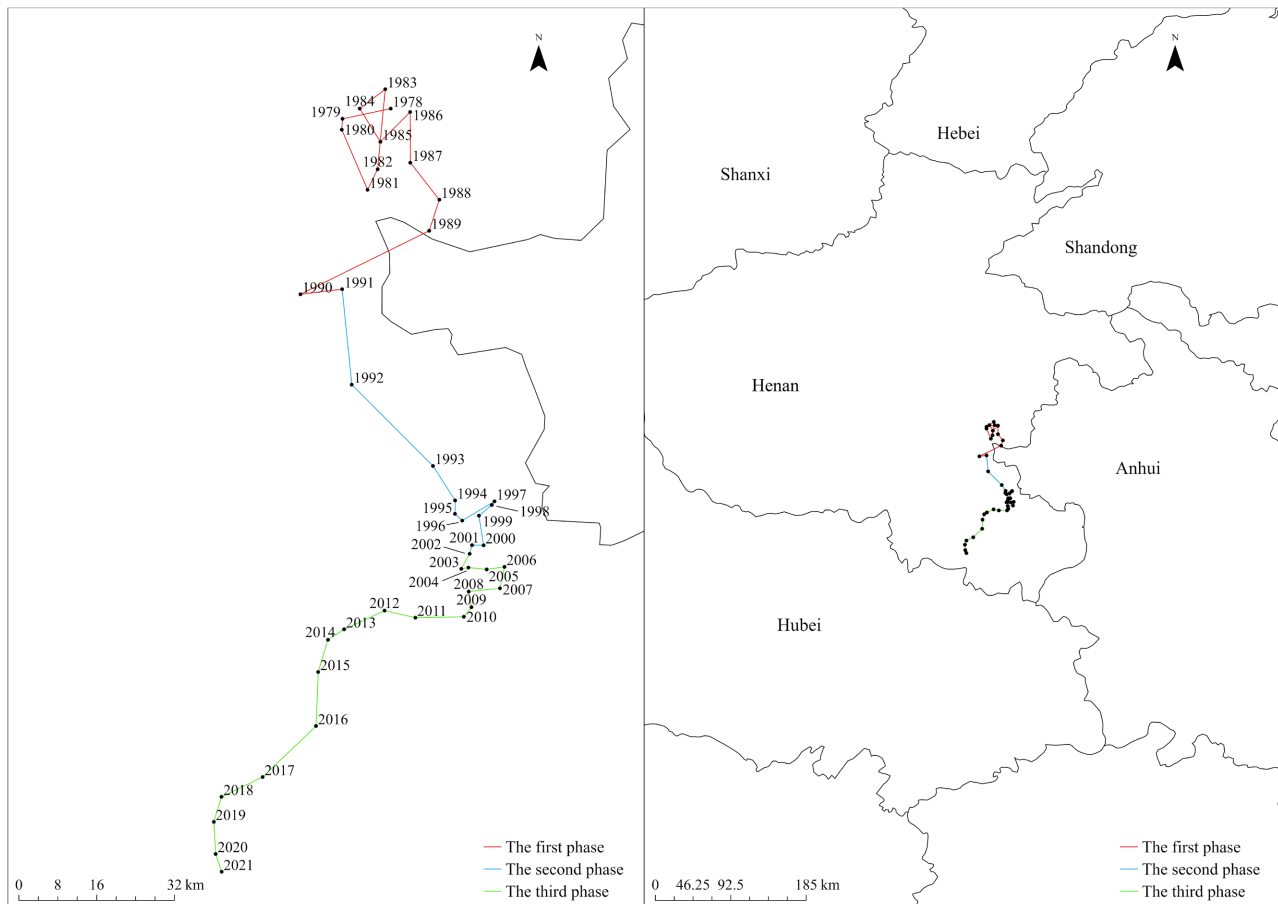 N
1983
1984
1978
1979
1986
1980
1985
1987
1982
1981
1988
1989
1991
1990
1992
1993
1994
1997
1995
1998
1996
1999
2001
2000
2002
2003
2006
2004
2005
2008
2007
2009
2012
2011
2010
2013
2014
2015
2016
2017
2018
2019
2020
2021
The first phase
The second phase
The third phase
0 8 16 32 km
N
Hebei
Shanxi
Shandong
Henan
Anhui
Hubei
The first phase
The second phase
The third phase
0 46.25 92.5 185 km